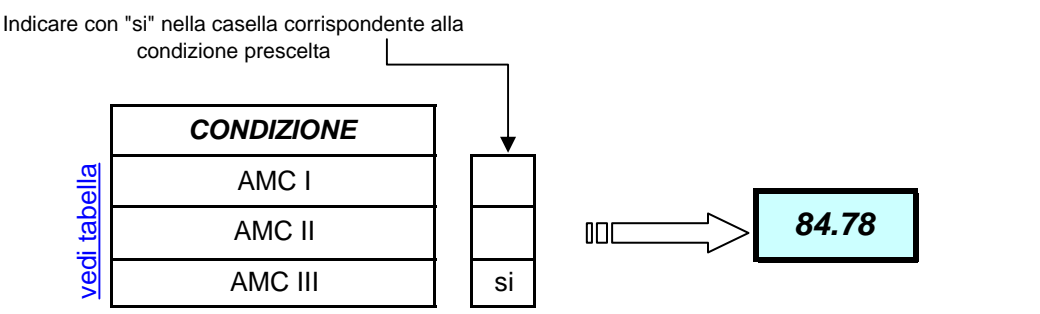 Indicare con "si" nella casella corrispondente alla
condizione prescelta
CONDIZIONE
vedi tabella
AMC I
AMC II
AMC III
si
84.78